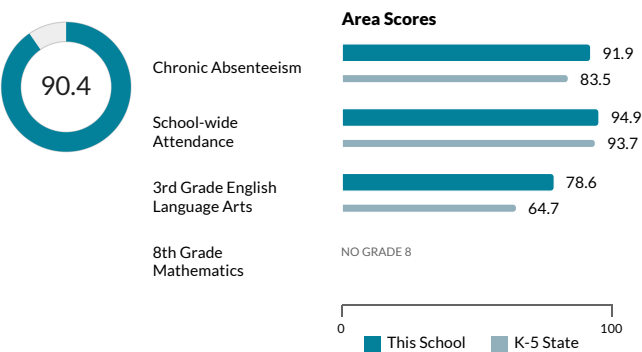 Area Scores
90.4
Chronic Absenteeism
91.9
83.5
School-wide
Attendance
94.9
93.7
3rd Grade English
Language Arts
78.6
64.7
8th Grade
Mathematics
NO GRADE 8
0
100
This School
K-5 State